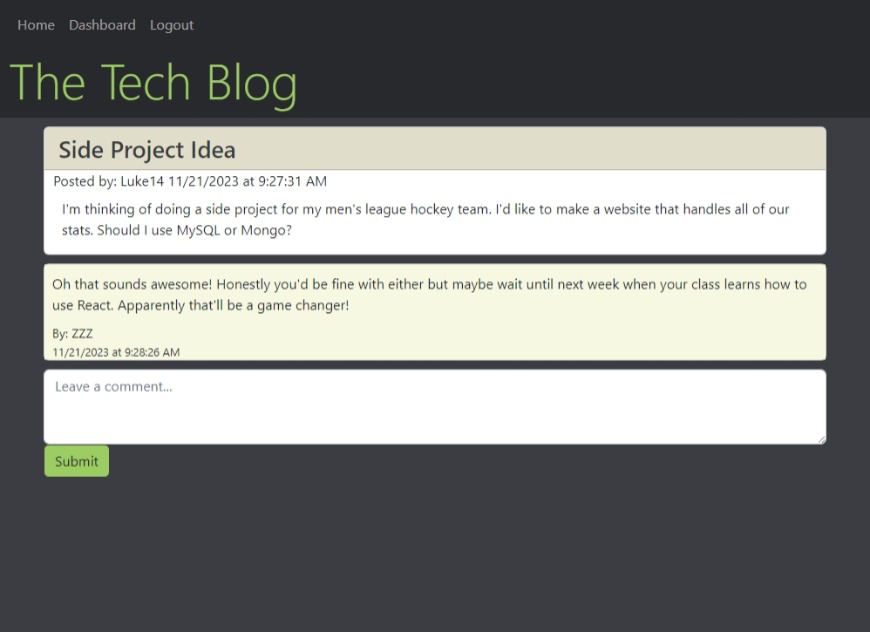 Home Dashboard Logout
The Tech Blog
Side Project Idea
Posted by: Luke14 11/21/2023 at 9:27:31 AM
I'm thinking of doing a side project for my men's league hockey team. I'd like to make a website that handles all of our
stats. Should I use MySQL or Mongo?
Oh that sounds awesome! Honestly you'd be fine with either but maybe wait until next week when your class learns how to
use React. Apparently that'll be a game changer!
By: ZZZ
11/21/2023 at 9:28:26 AM
Leave a comment...
Submit